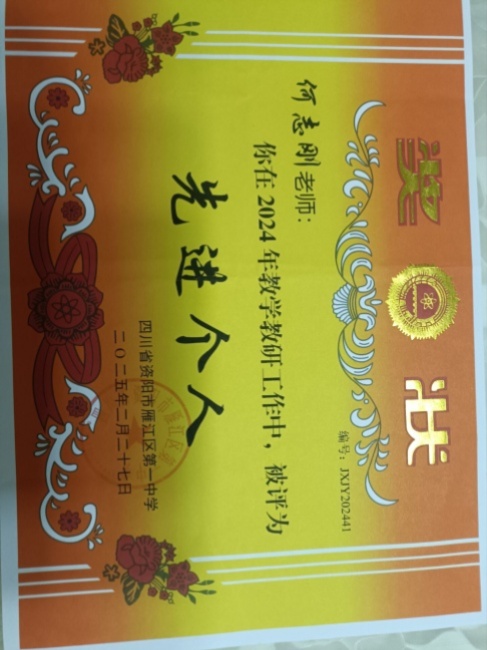 奖状
编号：JXJY202441
何志刚老师：
你在2024年教学教研工作中，被评为
先进个人
四川省资阳市雁江区第一中学
二〇二五年二月二十七日